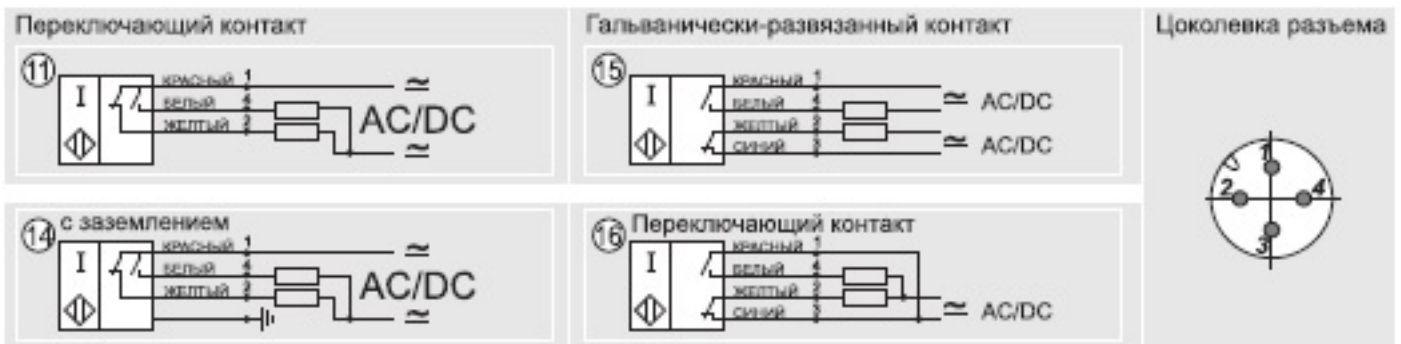 Переключающий контакт
11
I
КРАСНЫЙ 1
БЕЛЫЙ 4
ЖЕЛТЫЙ 2
AC/DC
Гальванически-развязанный контакт
15
I
КРАСНЫЙ 1
БЕЛЫЙ 4
ЖЕЛТЫЙ 2
СИНИЙ
AC/DC
AC/DC
Цоколевка разъема
1
2
4
3
14
с заземлением
I
КРАСНЫЙ 1
БЕЛЫЙ 4
ЖЕЛТЫЙ 2
AC/DC
16
Переключающий контакт
I
КРАСНЫЙ 1
БЕЛЫЙ 4
ЖЕЛТЫЙ 2
СИНИЙ
AC/DC